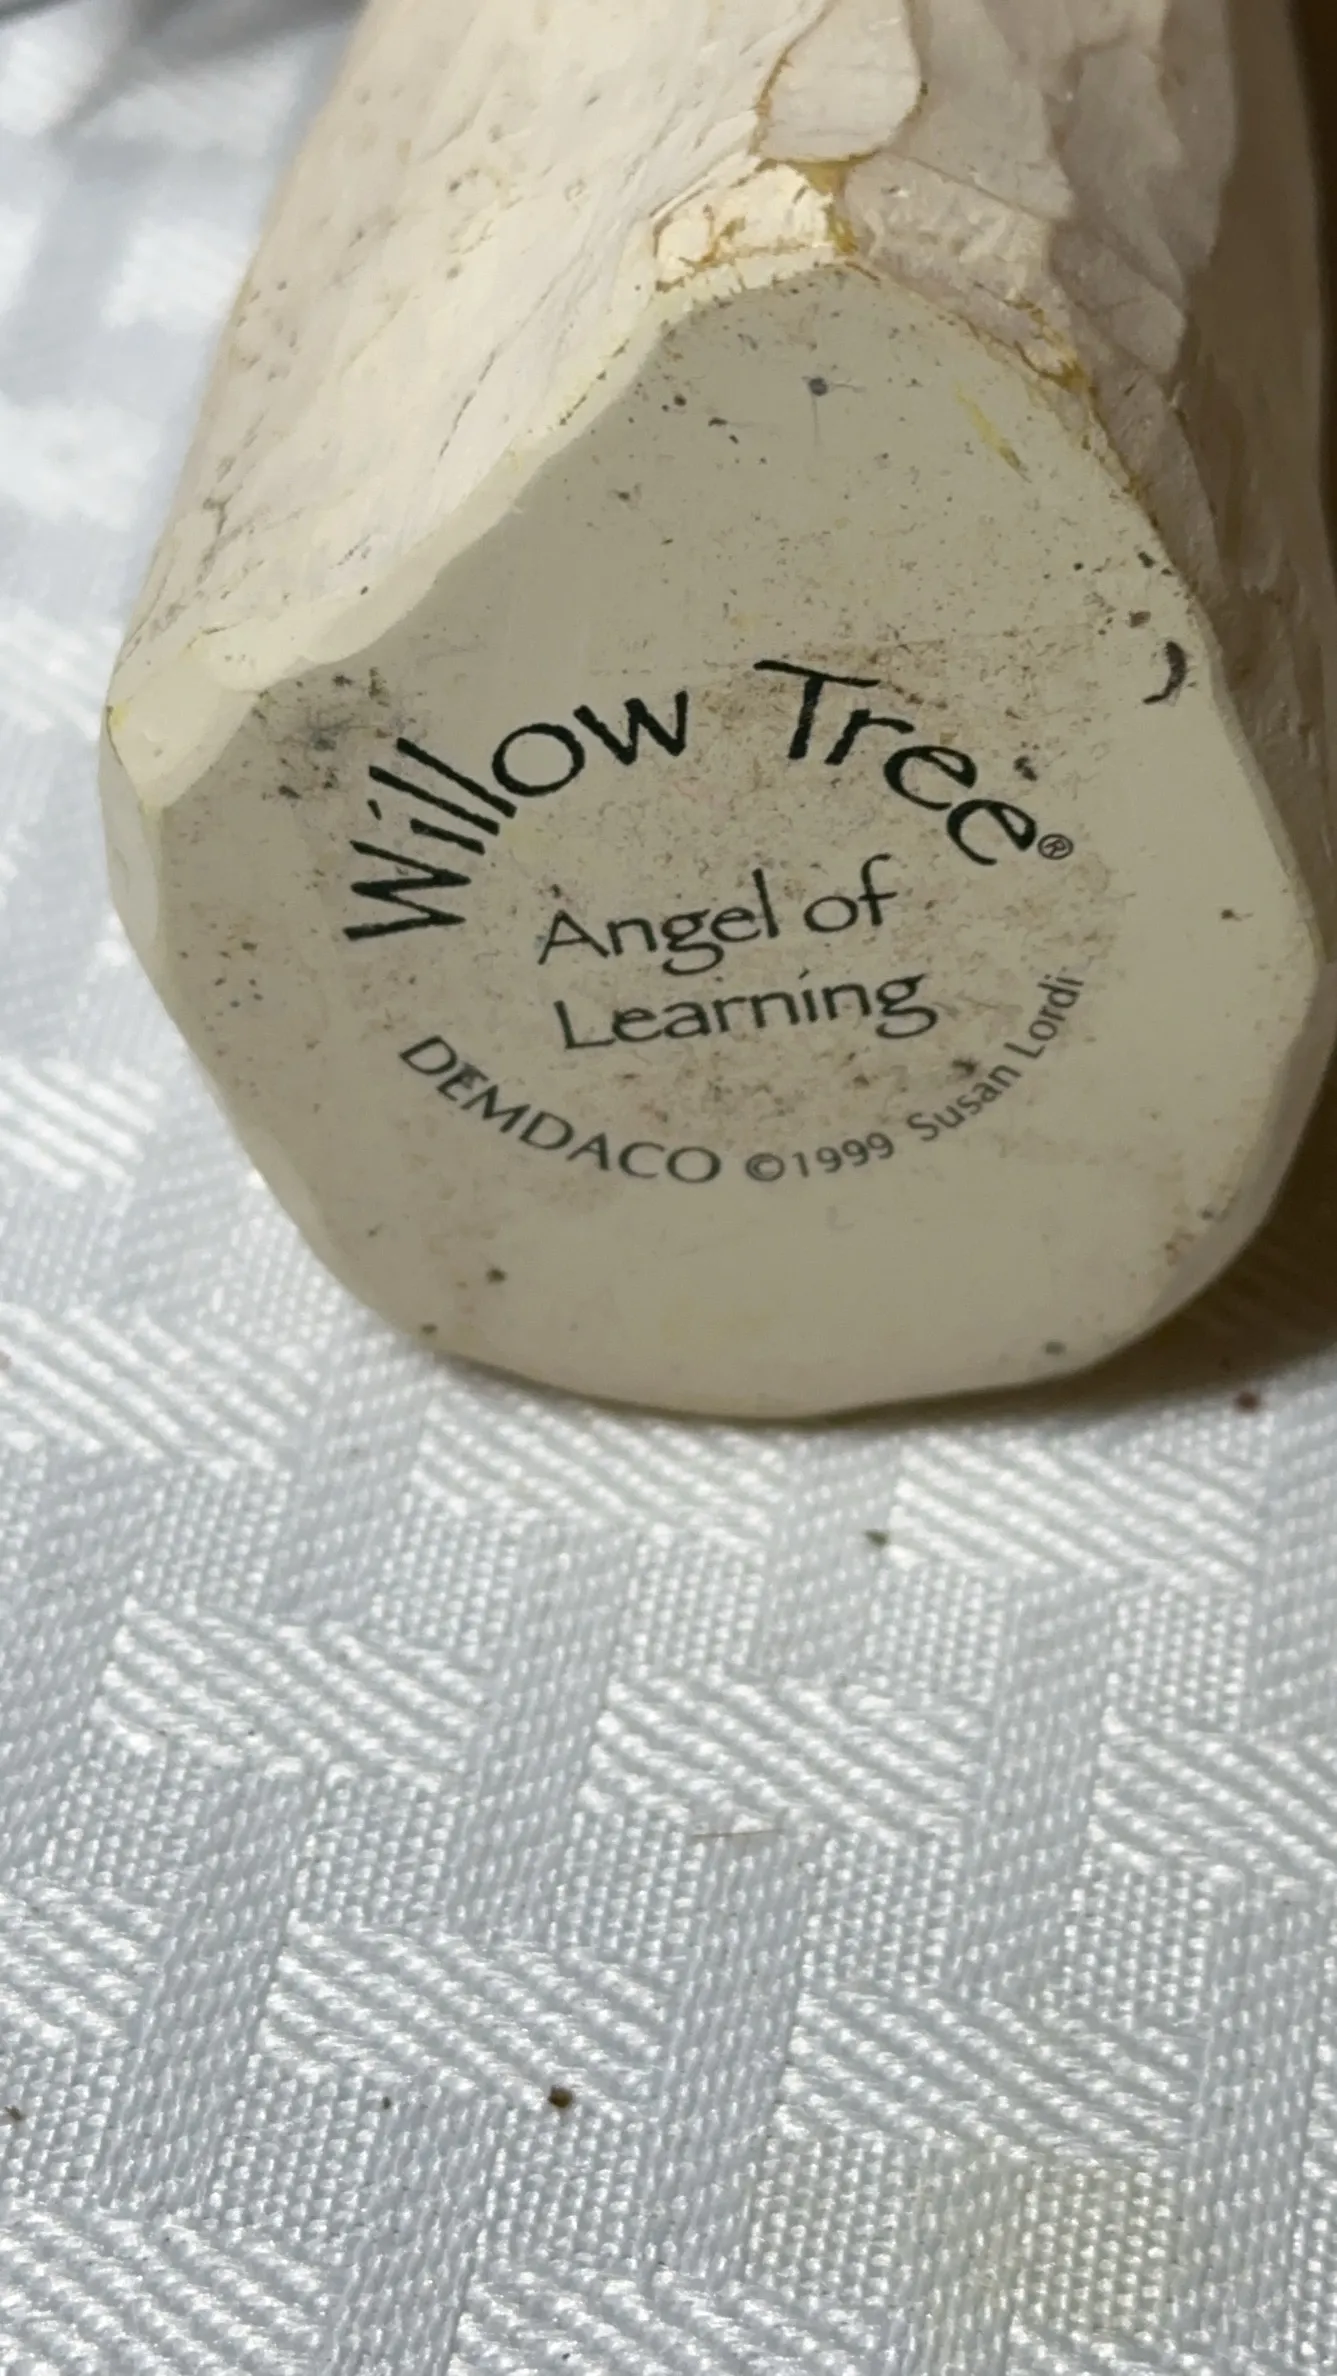 Willow Tree®
Angel of
Learning
DEMDACO ©1999 Susan Lordi